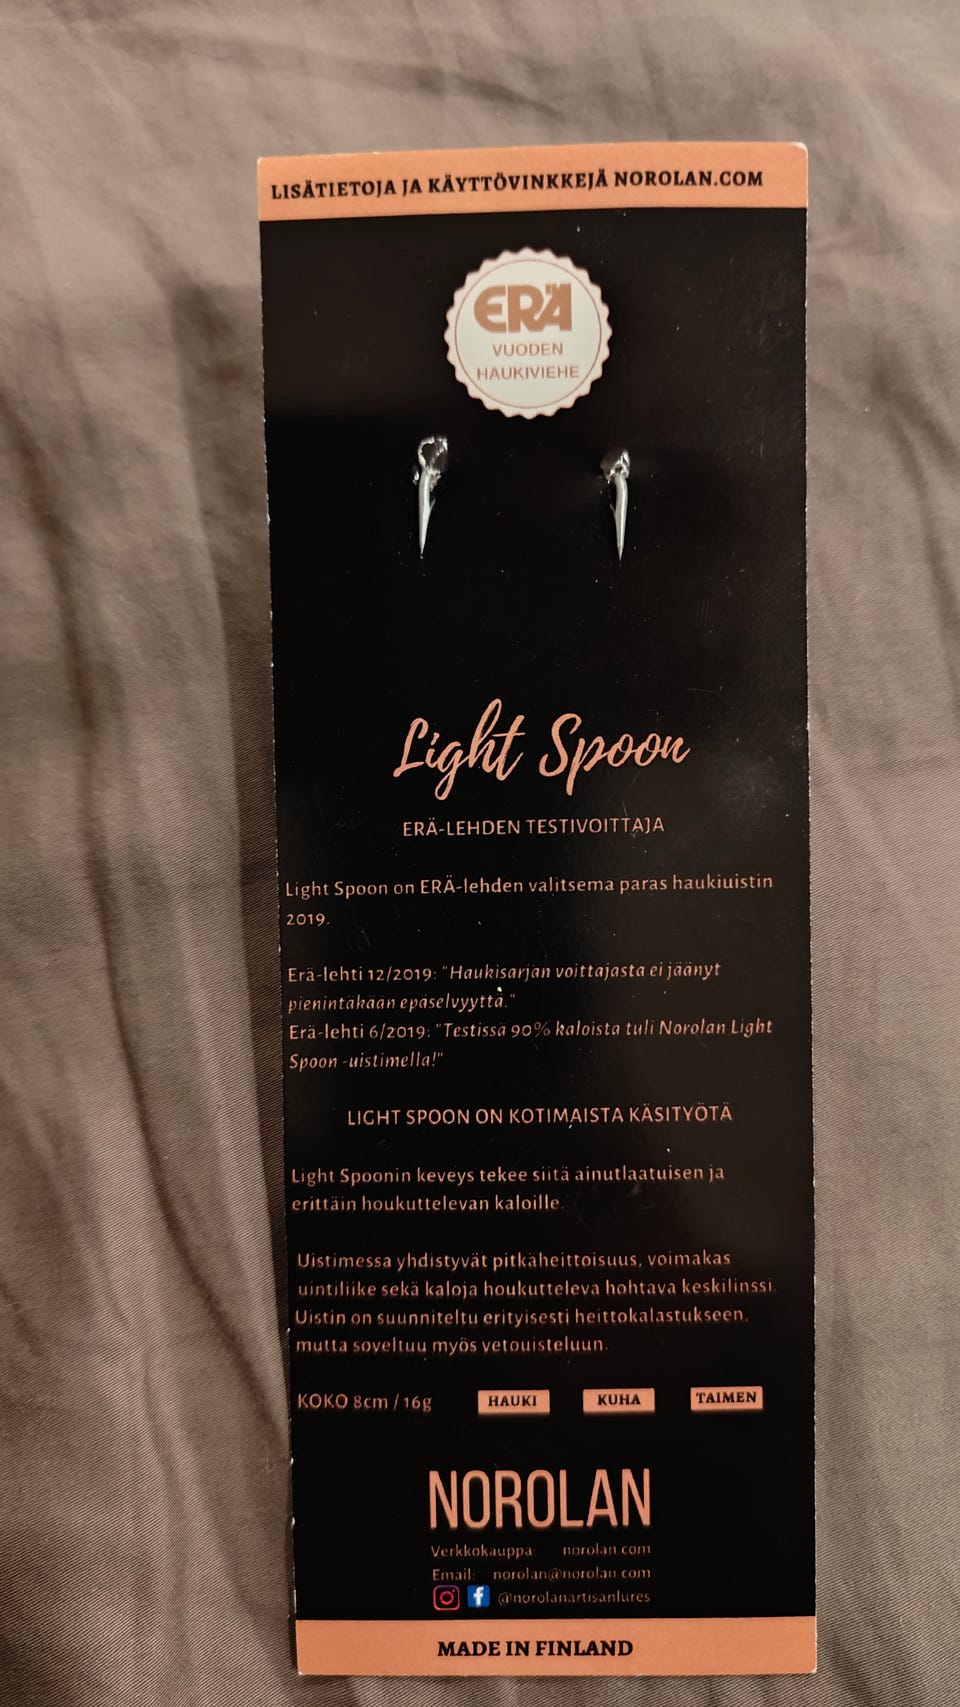 LISÄTIETOJA JA KÄYTTÖVINKKEJÄ NOROLAN.COM
ERÄ
VUODEN
HAUKIVIEHE
Light Spoon
ERÄ-LEHDEN TESTIVOITTAJA
Light Spoon on ERÄ-lehden valitsema paras haukiuistin
2019.
Erä-lehti 12/2019: "Haukisarjan voittajasta ei jäänyt
pienintäkään epäselvyyttä."
Erä-lehti 6/2019: "Testissä 90% kaloista tuli Norolan Light
Spoon -uistimella!"
LIGHT SPOON ON KOTIMAISTA KÄSITYÖTÄ
Light Spoonin keveys tekee siitä ainutlaatuisen ja
erittäin houkuttelevan kaloille.
Uistimessa yhdistyvät pitkäheittoisuus, voimakas
uintiliike sekä kaloja houkutteleva hohtava keskilinssi.
Uistin on suunniteltu erityisesti heittokalastukseen,
mutta soveltuu myös vetouisteluun.
KOKO 8cm / 16g HAUKI KUHA TAIMEN
NOROLAN
Verkkokauppa: norolan.com
Email: norolan@norolan.com
@norolanartisanlures
MADE IN FINLAND